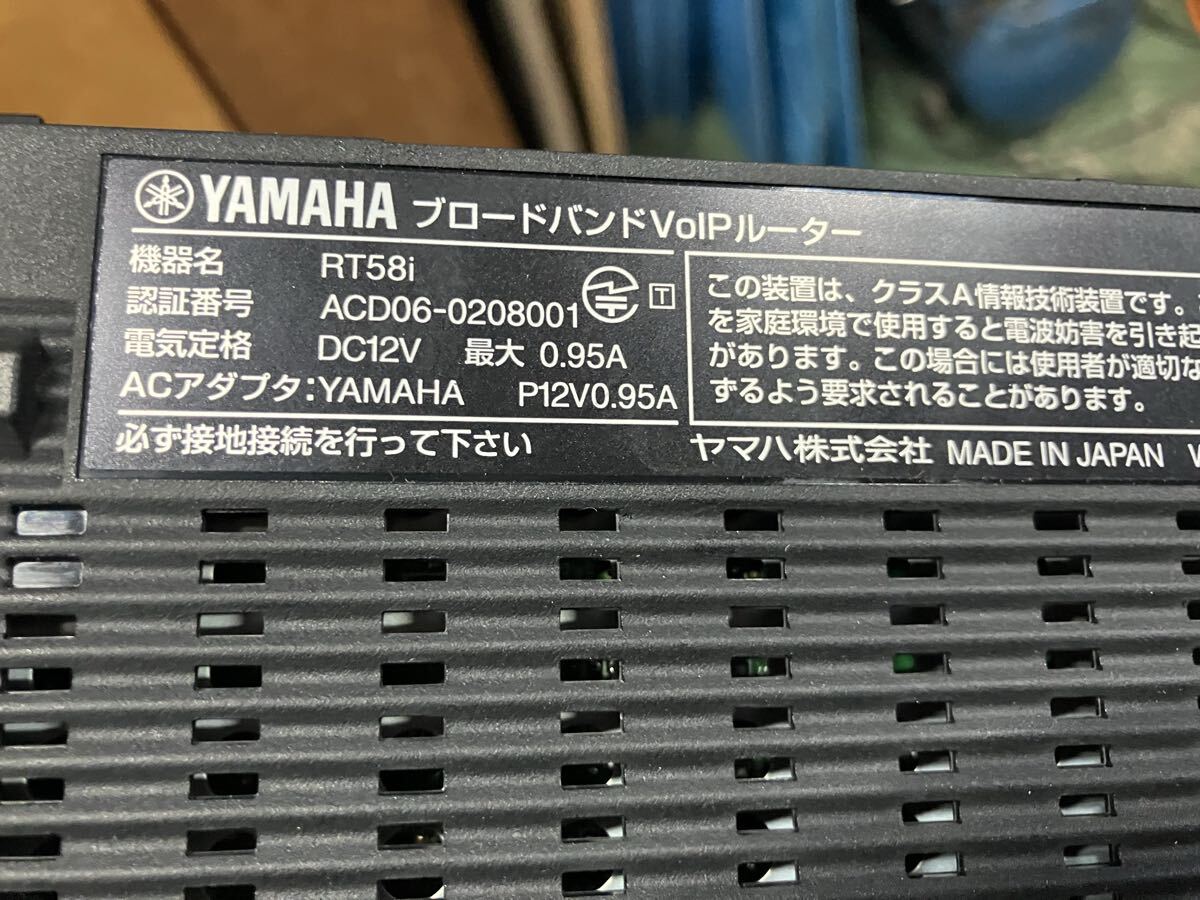 YAMAHA ブロードバンドVoIPルーター
機器名 RT58i
認証番号 ACD06-0208001 T
電気定格 DC12V 最大 0.95A
ACアダプタ:YAMAHA P12V0.95A
必ず接地接続を行って下さい
この装置は、クラスA情報技術装置です。
を家庭環境で使用すると電波妨害を引き起
があります。この場合には使用者が適切な
ずるよう要求されることがあります。
ヤマハ株式会社 MADE IN JAPAN